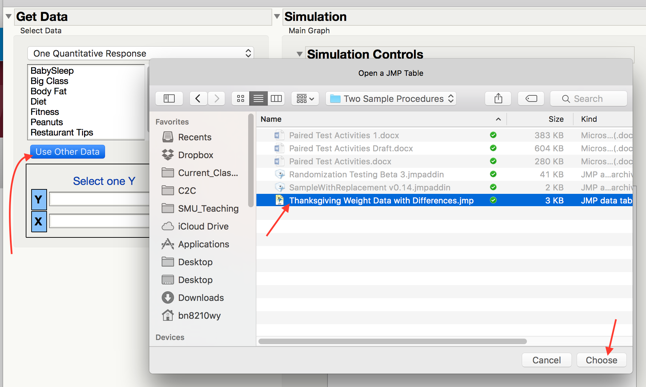 Get Data
Select Data
One Quantitative Response
BabySleep
Big Class
Body Fat
Diet
Fitness
Peanuts
Restaurant Tips
Use Other Data
Select one Y
Y
X
Simulation
Main Graph
Simulation Controls
Open a JMP Table
Two Sample Procedures
Search
Favorites
Recents
Dropbox
Current_Clas...
C2C
SMU_Teaching
iCloud Drive
Applications
Desktop
Desktop
Downloads
bn8210wy
Devices
Name Size Kind
Paired Test Activities 1.docx 383 KB Micros...(.doc
Paired Test Activities Draft.docx 604 KB Micros...(.doc
Paired Test Activities.docx 280 KB Micros...(.doc
Randomization Testing Beta 3.jmpaddin 41 KB JMP a...archiv
SampleWithReplacement v0.14.jmpaddin 2 KB JMP a...archiv
Thanksgiving Weight Data with Differences.jmp 3 KB JMP data tab
Cancel Choose